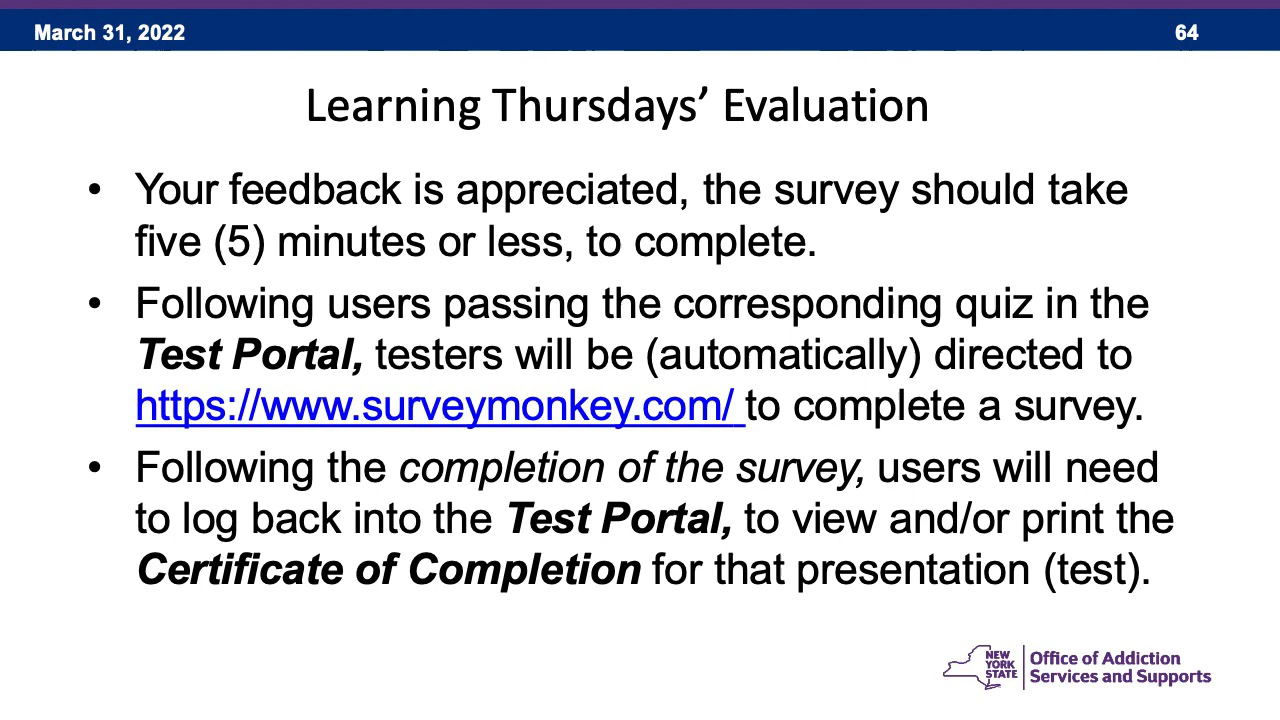 March 31, 2022
64
Learning Thursdays’ Evaluation
• Your feedback is appreciated, the survey should take
five (5) minutes or less, to complete.
• Following users passing the corresponding quiz in the
Test Portal, testers will be (automatically) directed to
https://www.surveymonkey.com/ to complete a survey.
• Following the completion of the survey, users will need
to log back into the Test Portal, to view and/or print the
Certificate of Completion for that presentation (test).
NEW
YORK
STATE
Office of Addiction
Services and Supports